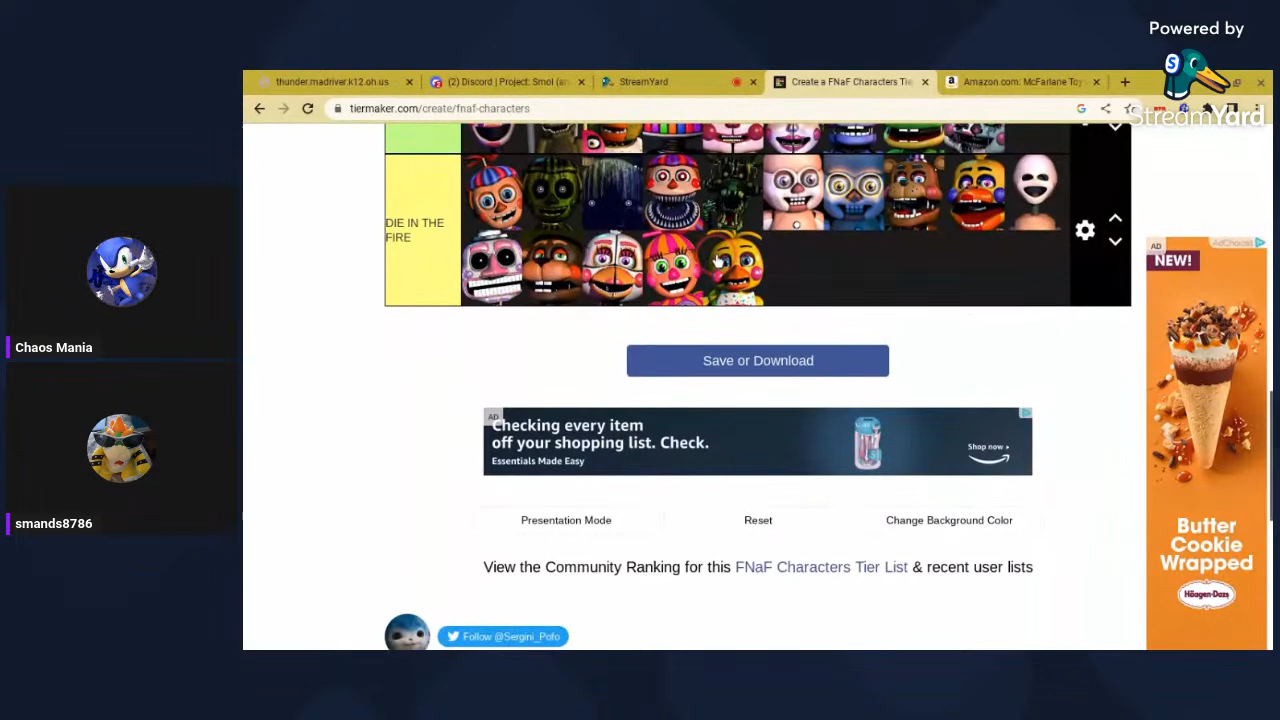 Powered by
StreamYard
thunder.madriver.k12.oh.us
(2) Discord | Project: Smol (an
StreamYard
Create a FNaF Characters Tie
Amazon.com: McFarlane Toy
tiermaker.com/create/fnaf-characters
DIE IN THE
FIRE
Chaos Mania
smands8786
Save or Download
AD
Checking every item
off your shopping list. Check.
Essentials Made Easy
Shop now
Presentation Mode
Reset
Change Background Color
View the Community Ranking for this FNaF Characters Tier List & recent user lists
Follow @Sergini_Pofo
AD
AdChoices
NEW!
Butter
Cookie
Wrapped
Häagen-Dazs